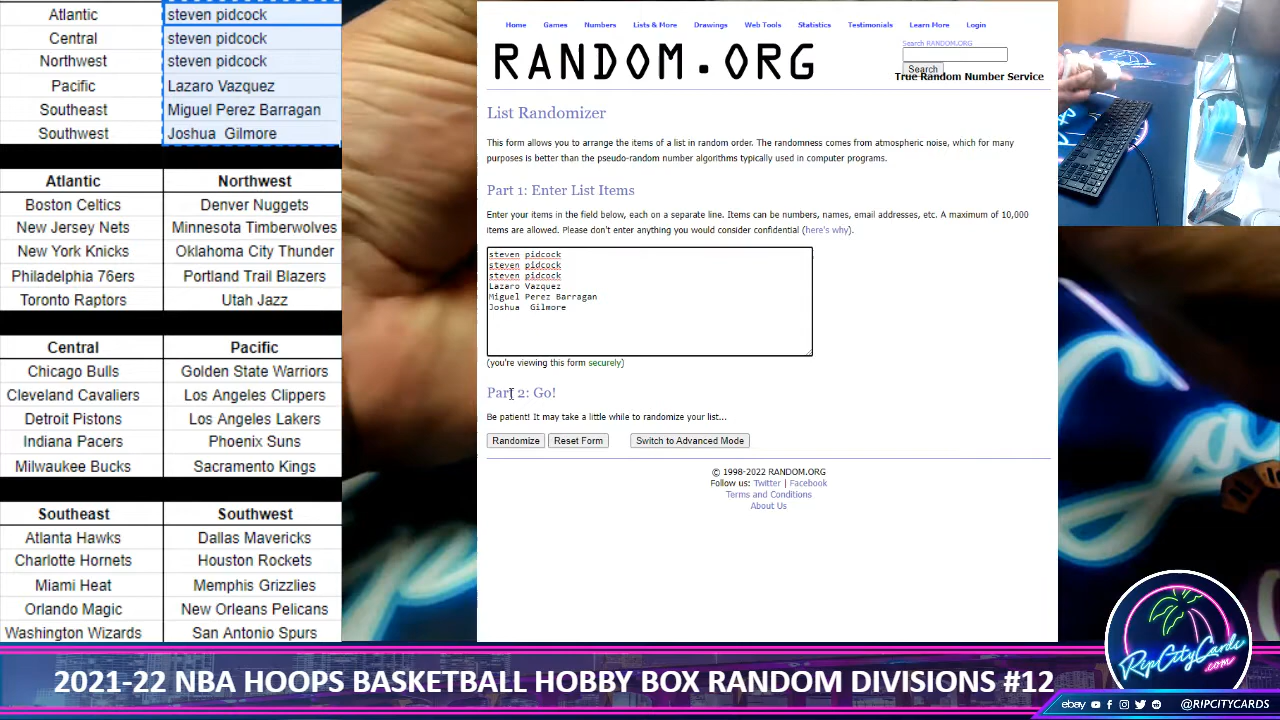 Atlantic steven pidcock
Central steven pidcock
Northwest steven pidcock
Pacific Lazaro Vazquez
Southeast Miguel Perez Barragan
Southwest Joshua  Gilmore
Atlantic Northwest
Boston Celtics Denver Nuggets
New Jersey Nets Minnesota Timberwolves
New York Knicks Oklahoma City Thunder
Philadelphia 76ers Portland Trail Blazers
Toronto Raptors Utah Jazz
Central Pacific
Chicago Bulls Golden State Warriors
Cleveland Cavaliers Los Angeles Clippers
Detroit Pistons Los Angeles Lakers
Indiana Pacers Phoenix Suns
Milwaukee Bucks Sacramento Kings
Southeast Southwest
Atlanta Hawks Dallas Mavericks
Charlotte Hornets Houston Rockets
Miami Heat Memphis Grizzlies
Orlando Magic New Orleans Pelicans
Washington Wizards San Antonio Spurs
Home Games Numbers Lists & More Drawings Web Tools Statistics Testimonials Learn More Login
Search RANDOM.ORG
RANDOM.ORG
Search
True Random Number Service
List Randomizer
This form allows you to arrange the items of a list in random order. The randomness comes from atmospheric noise, which for many
purposes is better than the pseudo-random number algorithms typically used in computer programs.
Part 1: Enter List Items
Enter your items in the field below, each on a separate line. Items can be numbers, names, email addresses, etc. A maximum of 10,000
items are allowed. Please don't enter anything you would consider confidential (here's why).
steven pidcock
steven pidcock
steven pidcock
Lazaro Vazquez
Miguel Perez Barragan
Joshua  Gilmore
(you're viewing this form securely)
Part 2: Go!
Be patient! It may take a little while to randomize your list...
Randomize Reset Form Switch to Advanced Mode
© 1998-2022 RANDOM.ORG
Follow us: Twitter | Facebook
Terms and Conditions
About Us
RipCityCards
.com
2021-22 NBA HOOPS BASKETBALL HOBBY BOX RANDOM DIVISIONS #12
ebay @RIPCITYCARDS